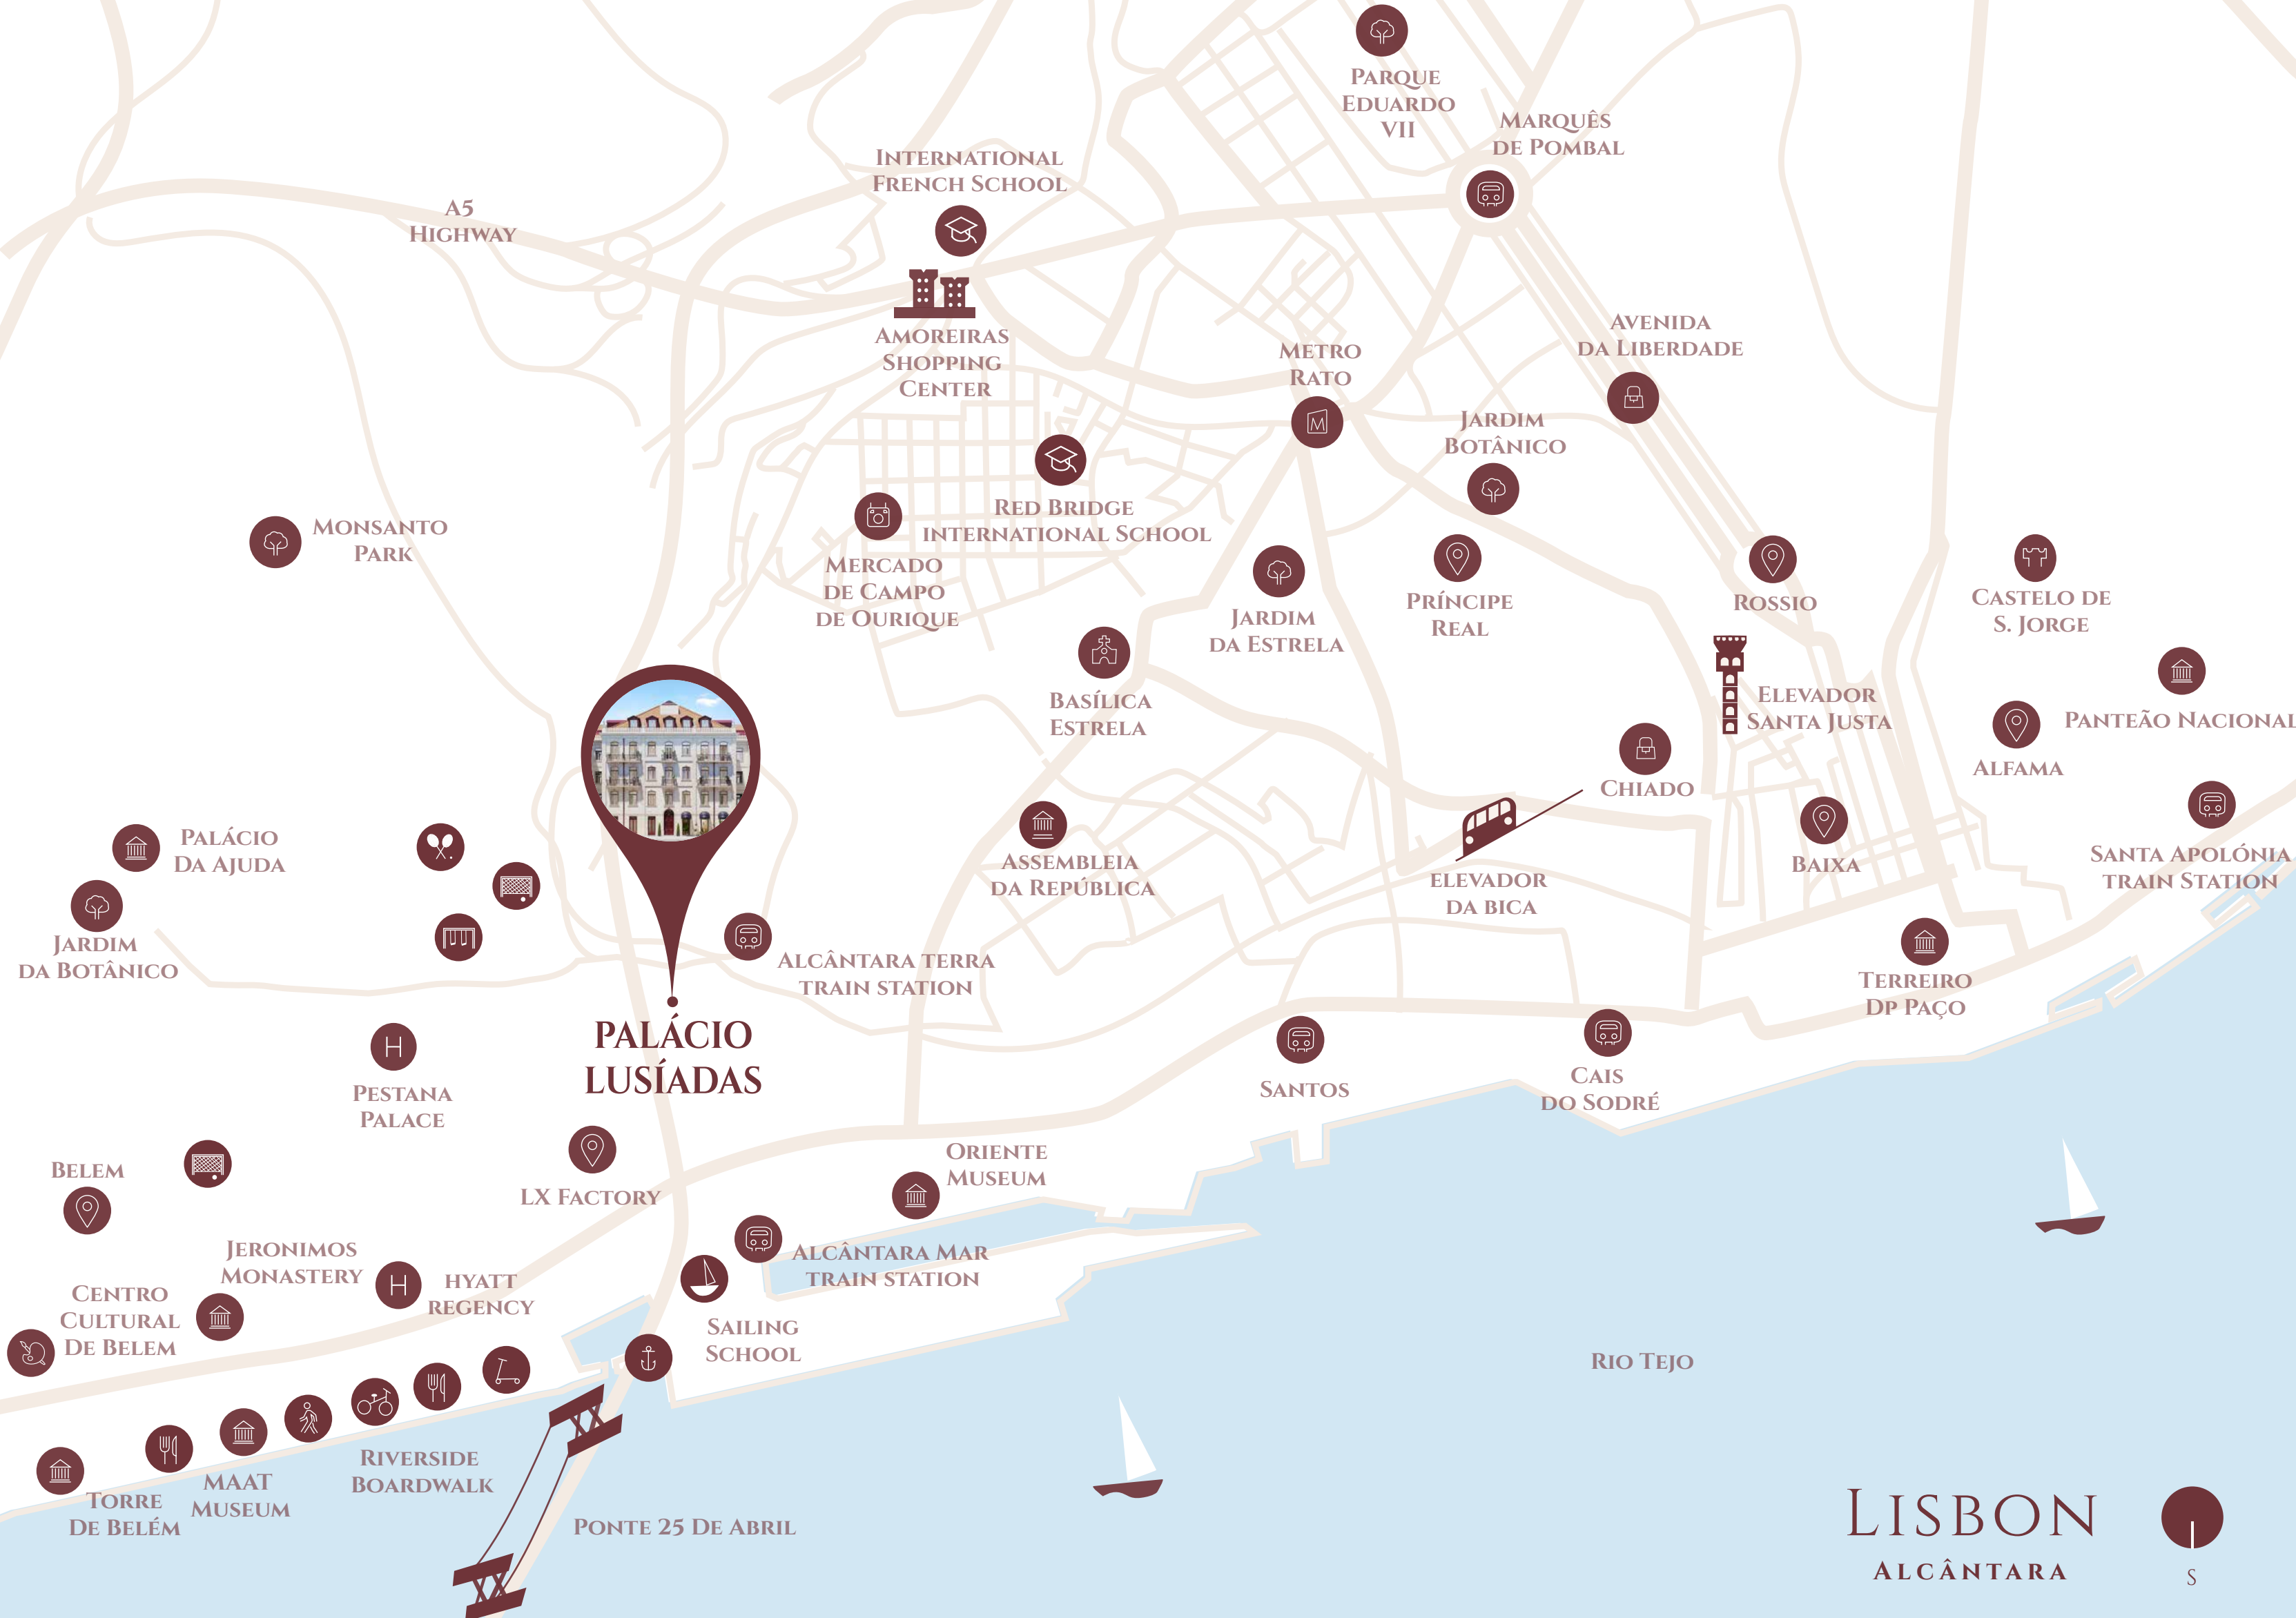 Parque
Eduardo
VII
Marquês
de Pombal
International
French School
A5
Highway
Amoreiras
Shopping
Center
Avenida
da Liberdade
Metro
Rato
M
Jardim
Botânico
Monsanto
Park
Red Bridge
international School
Mercado
de Campo
de Ourique
Jardim
da Estrela
Príncipe
Real
Rossio
Castelo de
S. Jorge
Basílica
Estrela
Elevador
Santa Justa
Panteão Nacional
Alfama
Chiado
Palácio
Da Ajuda
Assembleia
da República
elevador
da bica
Baixa
Santa Apolónia
train Station
Jardim
da Botânico
Alcântara terra
train station
Terreiro
Dp Paço
PALÁCIO
LUSÍADAS
H
Pestana
Palace
Santos
Cais
do Sodré
Belem
LX Factory
Oriente
Museum
Jeronimos
Monastery
H
hyatt
regency
Alcântara Mar
train station
Centro
Cultural
De Belem
Sailing
School
Rio Tejo
Riverside
Boardwalk
MAAT
Museum
Torre
De Belém
Ponte 25 De Abril
Lisbon
Alcântara
S